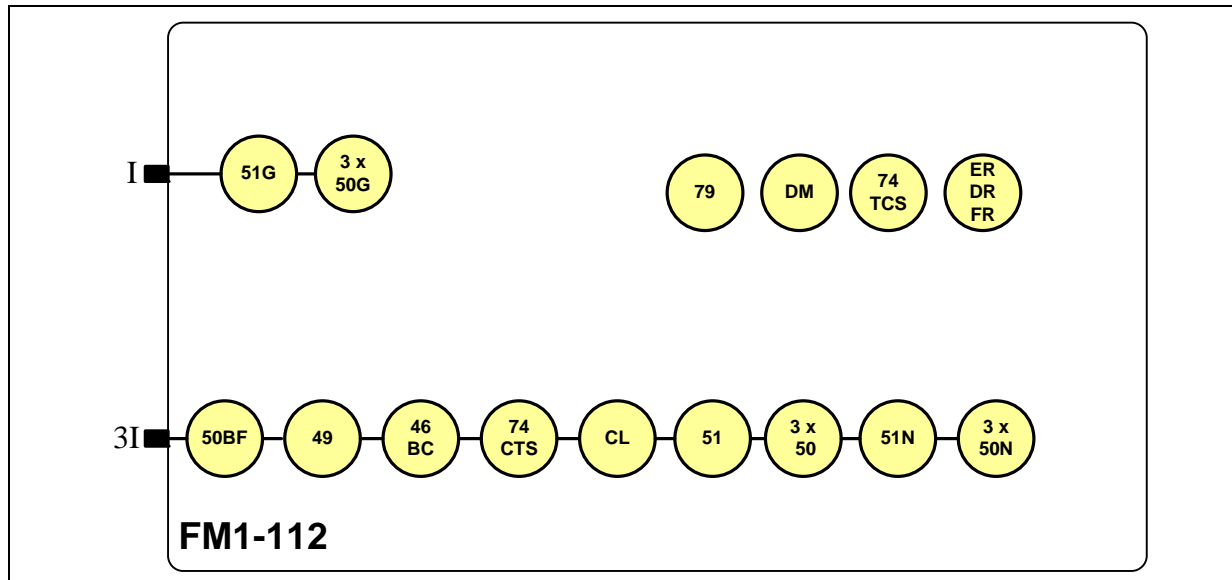 I
51G
3 x
50G
79
DM
74
TCS
ER
DR
FR
3I
50BF
49
46
BC
74
CTS
CL
51
3 x
50
51N
3 x
50N
FM1-112